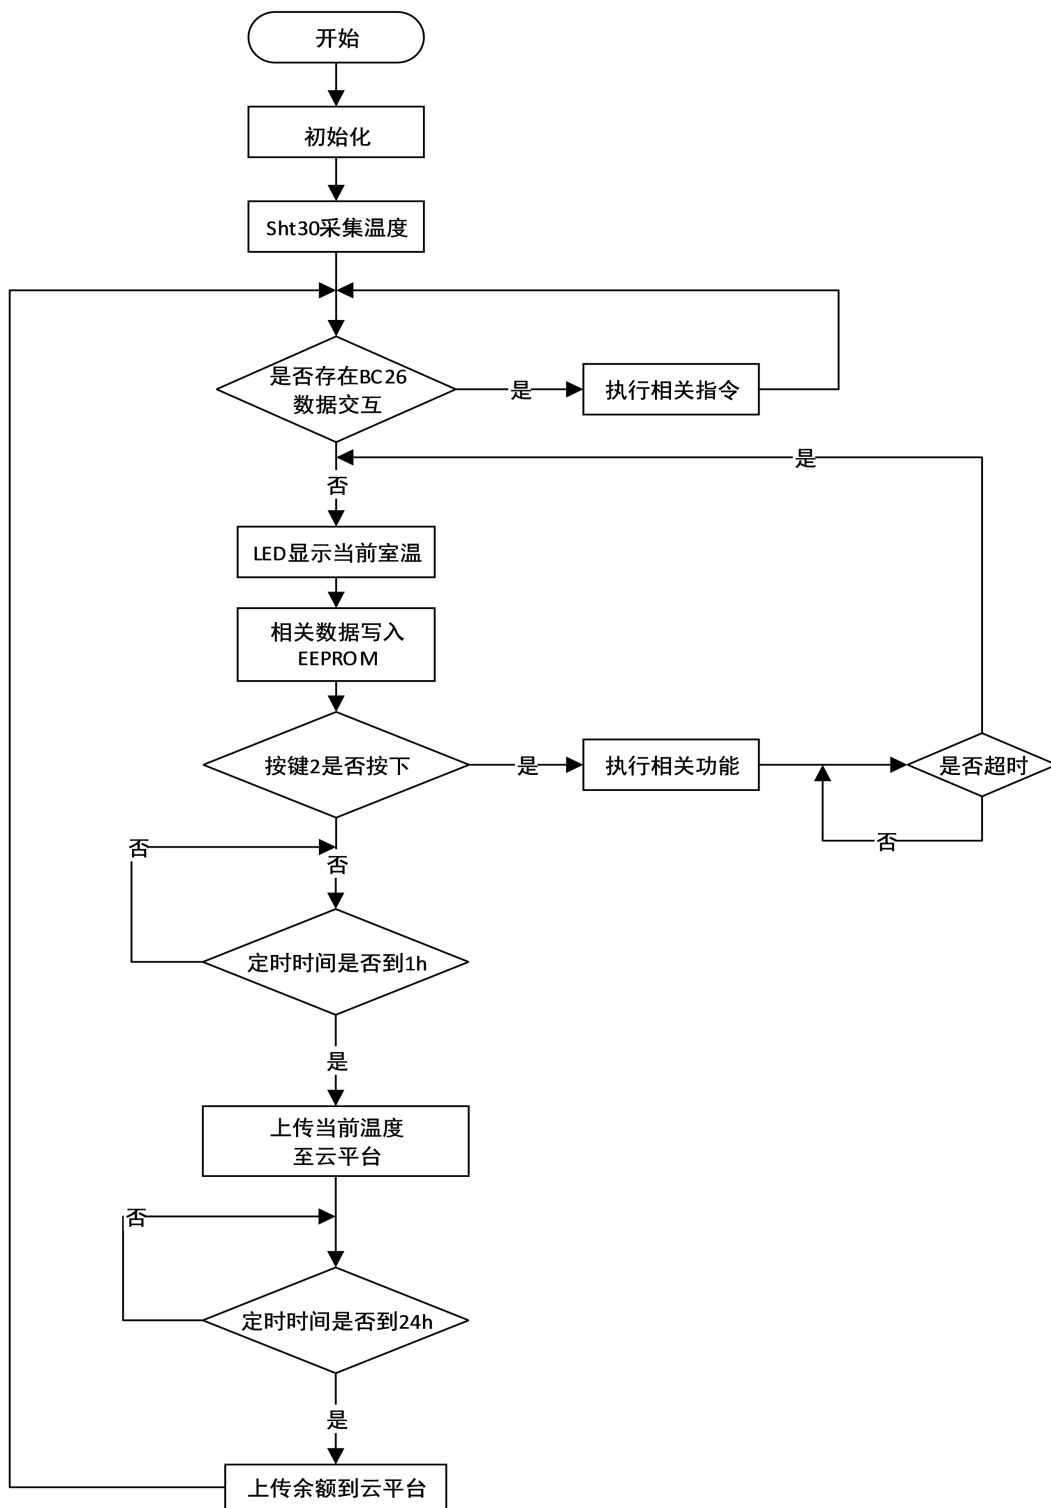 开始
初始化
Sht30采集温度
是否存在BC26
数据交互
是
执行相关指令
是
否
LED显示当前室温
相关数据写入
EEPROM
按键2是否按下
是
执行相关功能
是否超时
否
否
否
定时时间是否到1h
是
上传当前温度
至云平台
否
定时时间是否到24h
是
上传余额到云平台